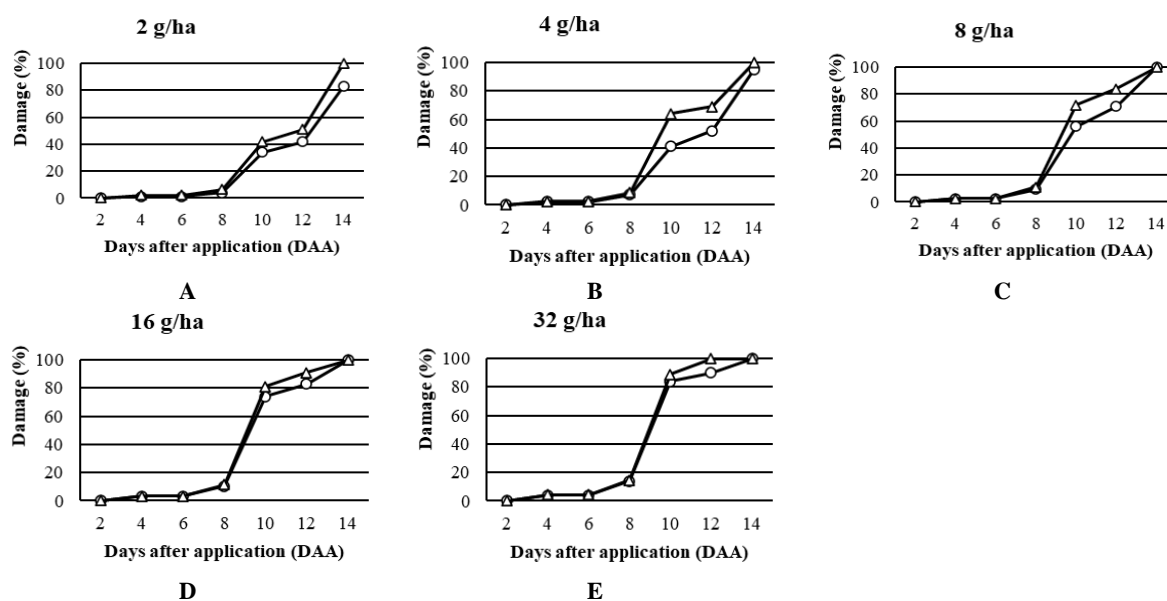 2 g/ha
Damage (%)
100
80
60
40
20
0
2 4 6 8 10 12 14
Days after application (DAA)
A
4 g/ha
Damage (%)
100
80
60
40
20
0
2 4 6 8 10 12 14
Days after application (DAA)
B
8 g/ha
Damage (%)
100
80
60
40
20
0
2 4 6 8 10 12 14
Days after application (DAA)
C
16 g/ha
Damage (%)
100
80
60
40
20
0
2 4 6 8 10 12 14
Days after application (DAA)
D
32 g/ha
Damage (%)
100
80
60
40
20
0
2 4 6 8 10 12 14
Days after application (DAA)
E